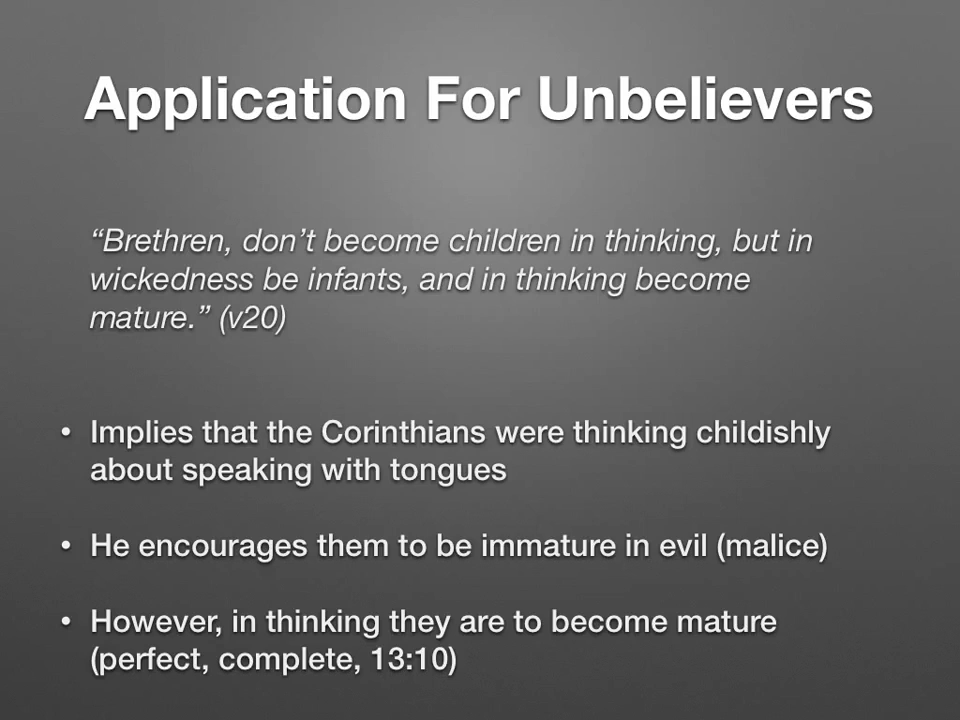 Application For Unbelievers
“Brethren, don’t become children in thinking, but in
wickedness be infants, and in thinking become
mature.” (v20)
• Implies that the Corinthians were thinking childishly
about speaking with tongues
• He encourages them to be immature in evil (malice)
• However, in thinking they are to become mature
(perfect, complete, 13:10)